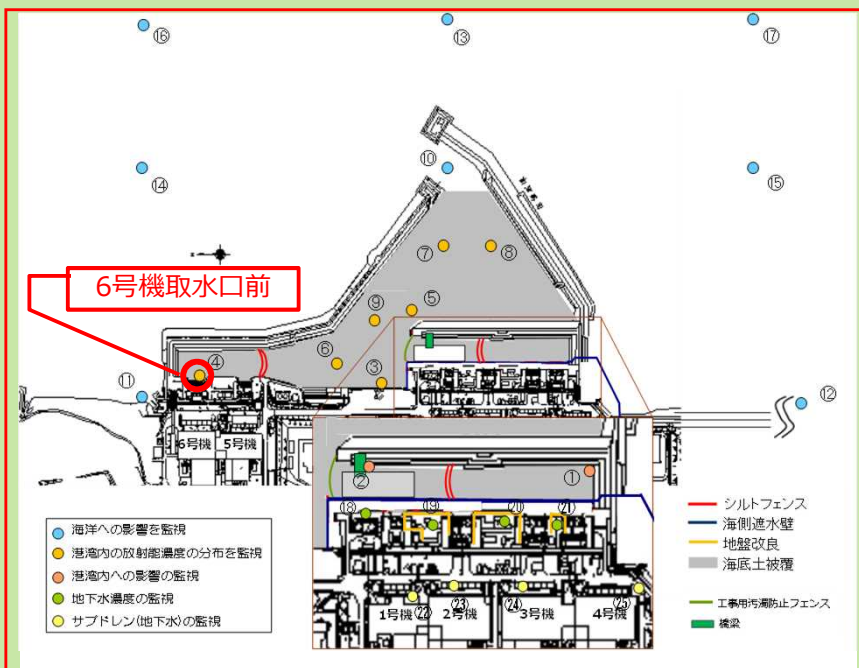 ⑯
⑬
⑰
⑭
⑩
⑮
⑦
⑧
6号機取水口前
⑨
⑤
⑥
④
③
⑪
⑫
6号機
5号機
①
②
⑱
⑲
⑳
㉑
1号機
㉒
2号機
㉓
3号機
㉔
4号機
㉕
海洋への影響を監視
港湾内の放射能濃度の分布を監視
港湾内への影響の監視
地下水濃度の監視
サブドレン(地下水)の監視
シルトフェンス
海側遮水壁
地盤改良
海底土被覆
工事用汚濁防止フェンス
橋梁